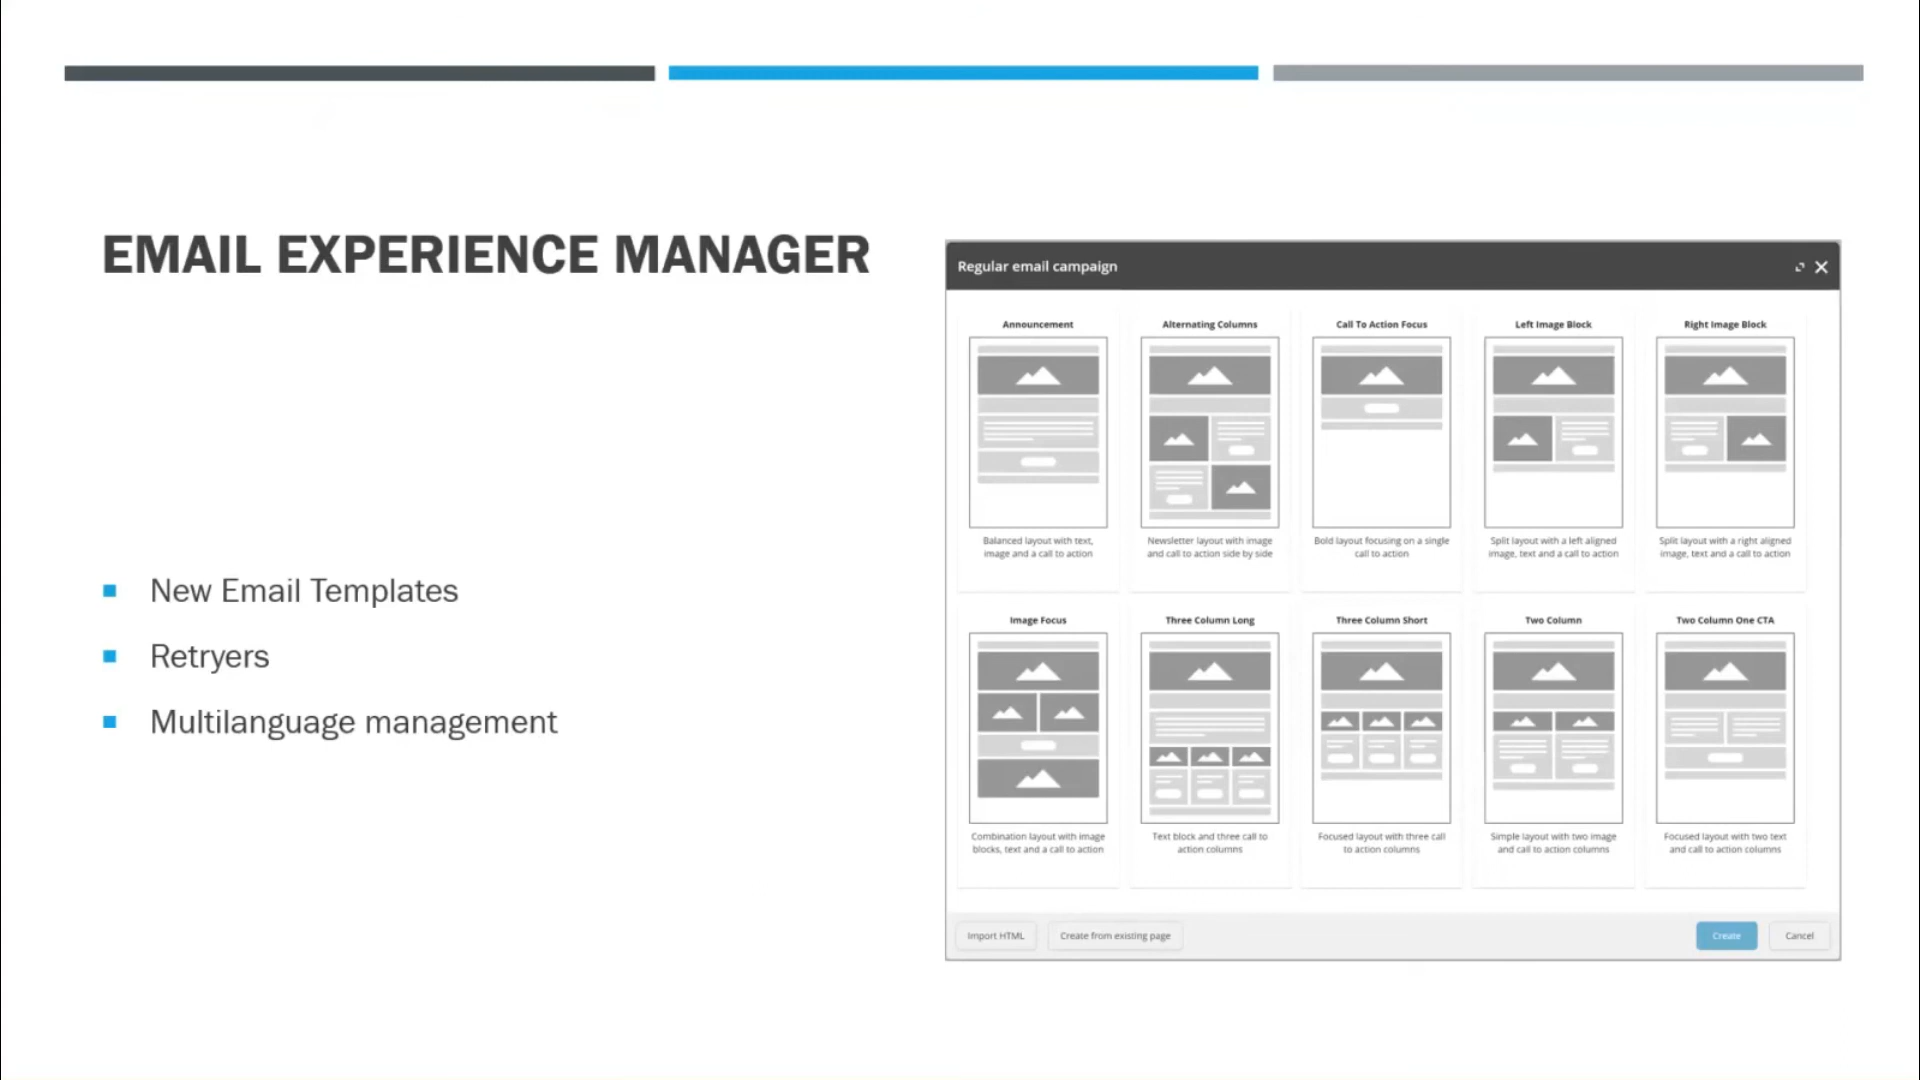 EMAIL EXPERIENCE MANAGER
New Email Templates
Retryers
Multilanguage management
Regular email campaign
Announcement
Balanced layout with text,
image and a call to action
Alternating Columns
Newsletter layout with image
and call to action side by side
Call To Action Focus
Bold layout focusing on a single
call to action
Left Image Block
Split layout with a left aligned
image, text and a call to action
Right Image Block
Split layout with a right aligned
image, text and a call to action
Image Focus
Combination layout with image
blocks, text and a call to action
Three Column Long
Text block and three call to
action columns
Three Column Short
Focused layout with three call
to action columns
Two Column
Simple layout with two image
and call to action columns
Two Column One CTA
Focused layout with two text
and call to action columns
Import HTML
Create from existing page
Create
Cancel